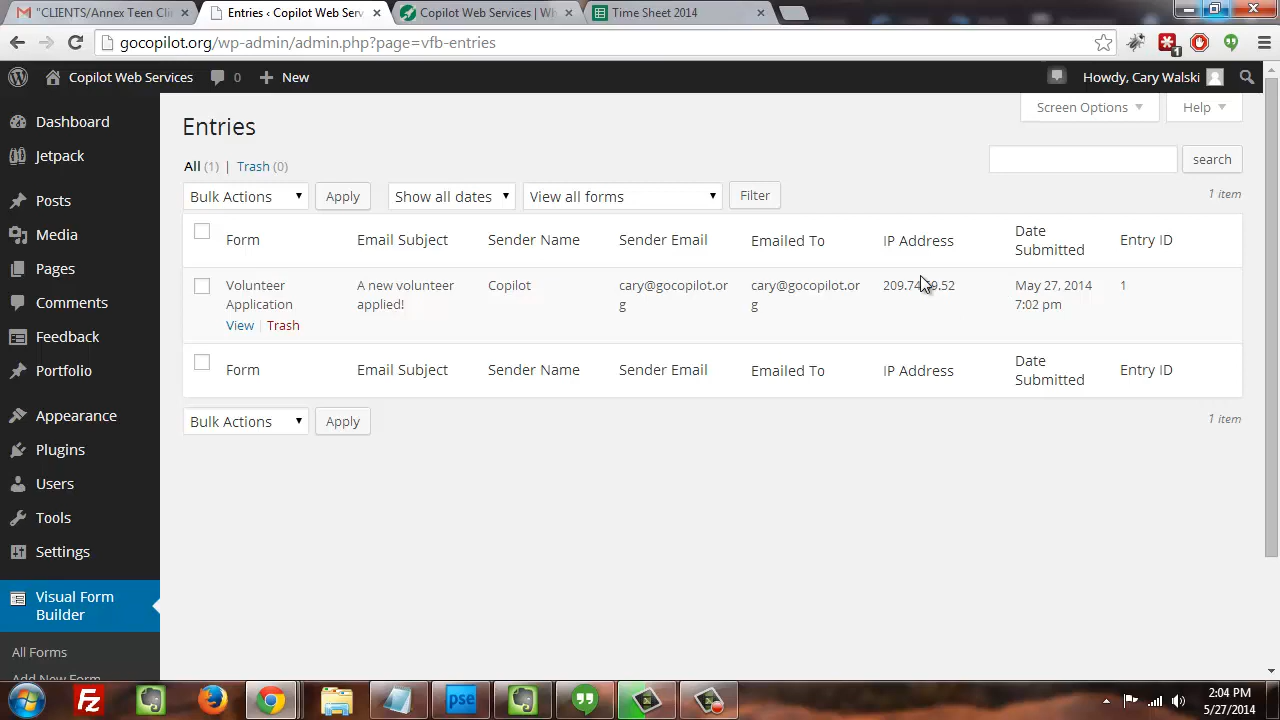 "CLIENTS/Annex Teen Cli
Entries ‹ Copilot Web Serv
Copilot Web Services | Wh
Time Sheet 2014
gocopilot.org/wp-admin/admin.php?page=vfb-entries
1
Copilot Web Services
0
New
Howdy, Cary Walski
Dashboard
Jetpack
Posts
Media
Pages
Comments
Feedback
Portfolio
Appearance
Plugins
Users
Tools
Settings
Visual Form
Builder
All Forms
Add New Form
Screen Options
Help
Entries
All (1) | Trash (0)
search
Bulk Actions
Apply
Show all dates
View all forms
Filter
1 item
Form
Email Subject
Sender Name
Sender Email
Emailed To
IP Address
Date
Submitted
Entry ID
Volunteer
Application
View | Trash
A new volunteer
applied!
Copilot
cary@gocopilot.or
g
cary@gocopilot.or
g
May 27, 2014
7:02 pm
1
Form
Email Subject
Sender Name
Sender Email
Emailed To
IP Address
Date
Submitted
Entry ID
Bulk Actions
Apply
1 item
pse
2:04 PM
5/27/2014